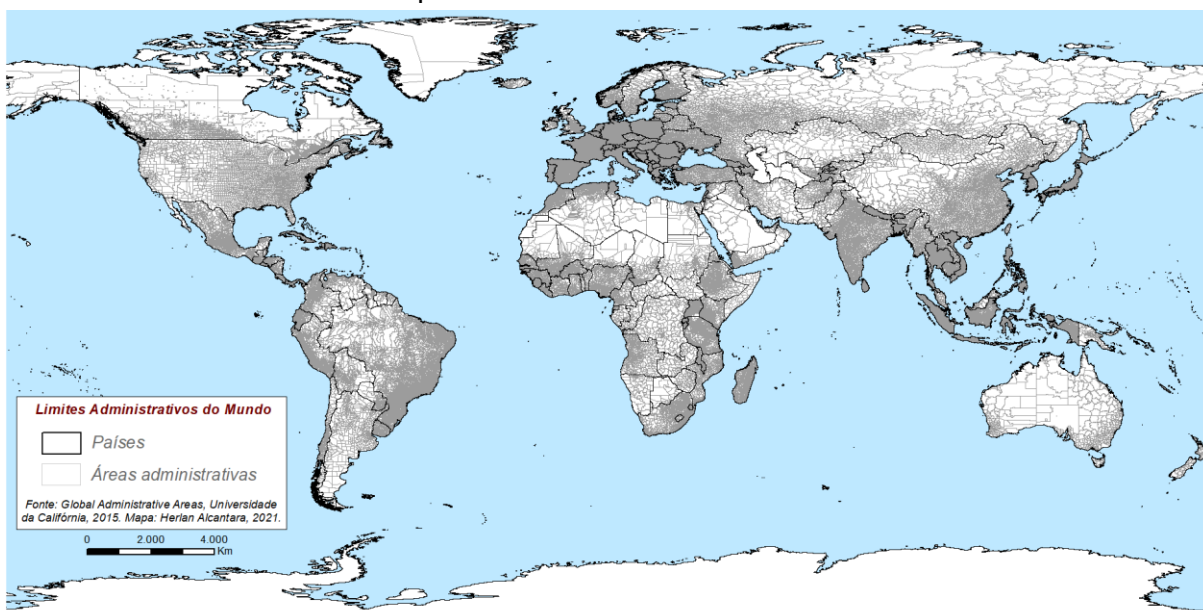 Limites Administrativos do Mundo
Países
Áreas administrativas
Fonte: Global Administrative Areas, Universidade
da Califórnia, 2015. Mapa: Herlan Alcantara, 2021.
0 2.000 4.000
Km